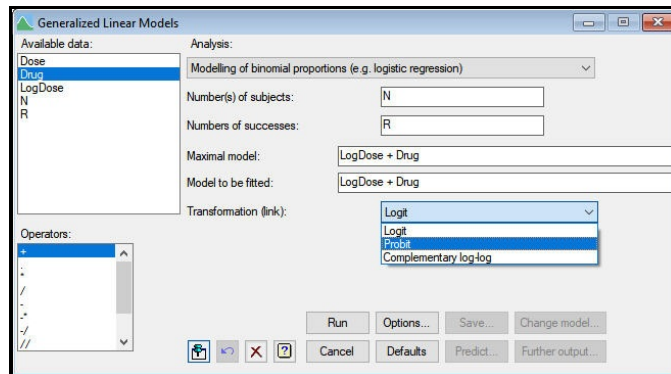 Generalized Linear Models
Available data:
Dose
Drug
LogDose
N
R
Operators:
+
.
/
-
-*
-/
//
Analysis:
Modelling of binomial proportions (e.g. logistic regression)
Number(s) of subjects: N
Numbers of successes: R
Maximal model: LogDose + Drug
Model to be fitted: LogDose + Drug
Transformation (link): Logit
Logit
Probit
Complementary log-log
Run Options... Save... Change model...
Cancel Defaults Predict... Further output...